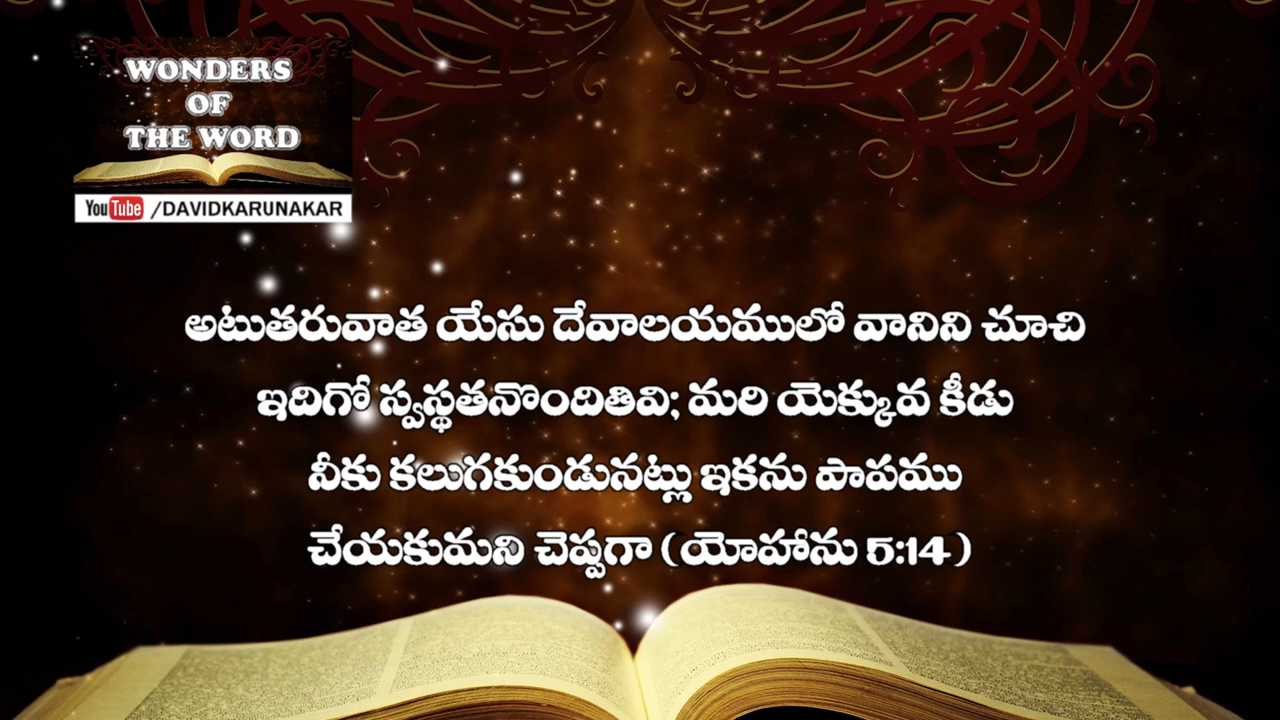 WONDERS
OF
THE WORD
YouTube /DAVIDKARUNAKAR
అటుతరువాత యేసు దేవాలయములో వానిని చూచి
ఇదిగో స్వస్థతనొందితివి; మరి యెక్కువ కీడు
నీకు కలుగకుండునట్లు ఇకను పాపము
చేయకుమని చెప్పగా (యోహాను 5:14)